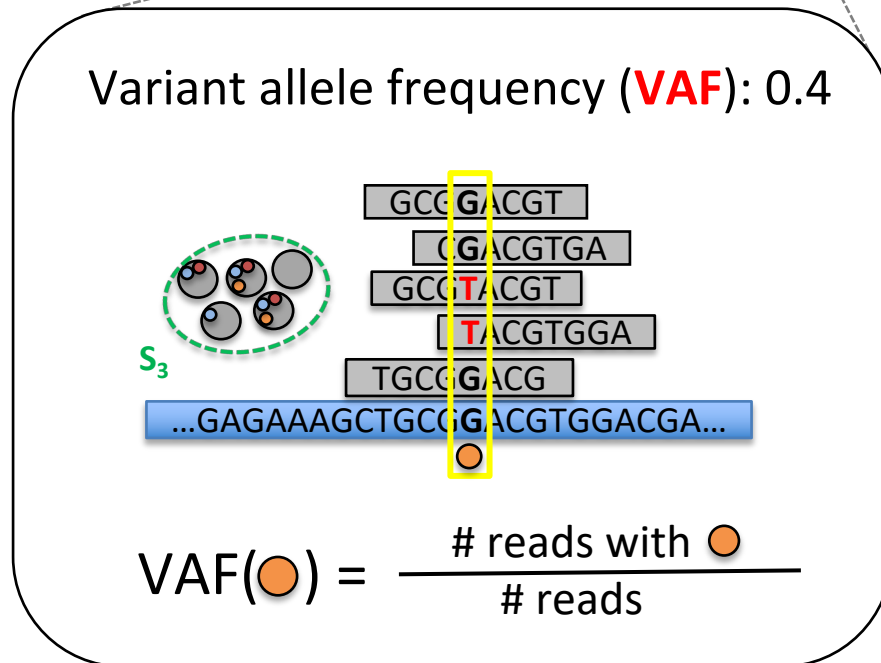 Variant allele frequency (VAF): 0.4
GCGGACGT
CGACGTGA
GCGTACGT
TACGTGGA
S3
TGCGGACG
...GAGAAAGCTGCGGACGTGGACGA...
VAF( ) =
# reads with
# reads